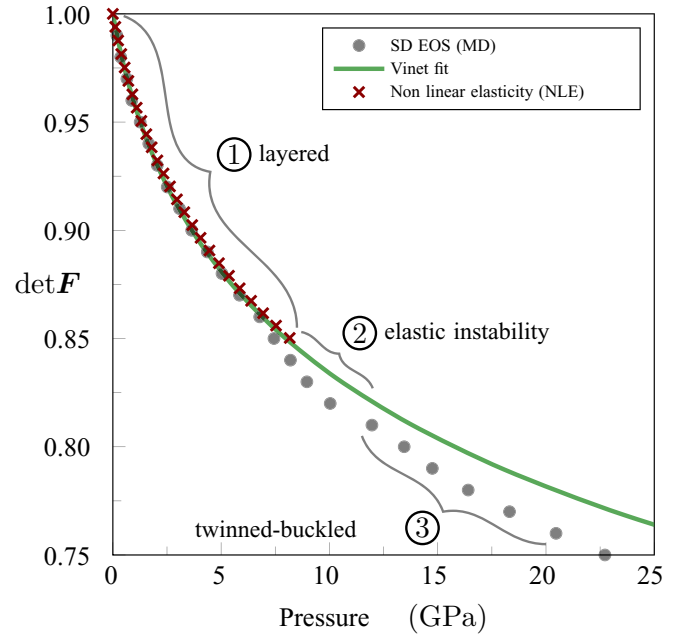 1.00
SD EOS (MD)
Vinet fit
Non linear elasticity (NLE)
0.95
1 layered
0.90
detF
2 elastic instability
0.85
0.80
twinned-buckled 3
0.75
0 5 10 15 20 25
Pressure (GPa)